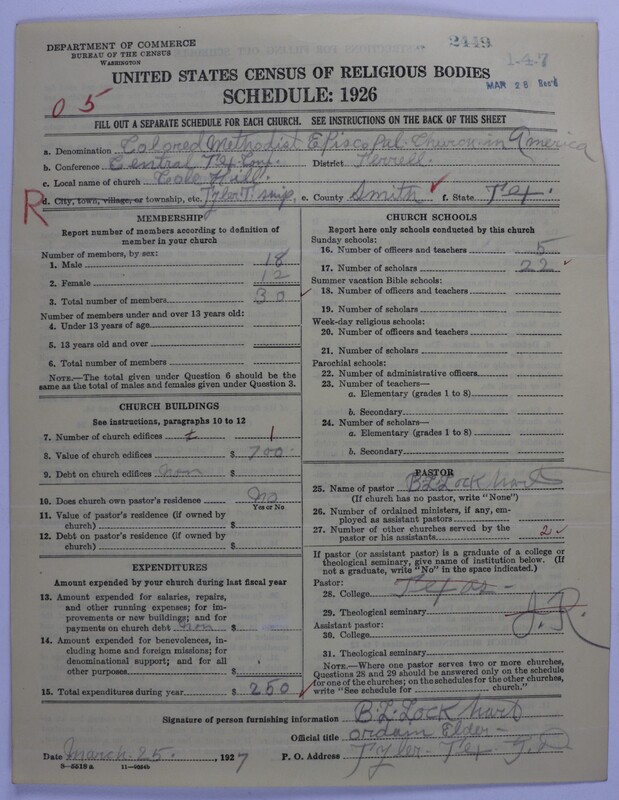 DEPARTMENT OF COMMERCE
BUREAU OF THE CENSUS
WASHINGTON
2449
1-4-7
MAR 28 Rec'd
UNITED STATES CENSUS OF RELIGIOUS BODIES
SCHEDULE: 1926
05
FILL OUT A SEPARATE SCHEDULE FOR EACH CHURCH. SEE INSTRUCTIONS ON THE BACK OF THIS SHEET
a. Denomination Colored Methodist Episcopal Church in America
b. Conference Central Tex Conf. District Terrell.
c. Local name of church Cole Hill
R
d. City, town, village, or township, etc. Tyler T. ship, e. County Smith f. State Tex.
MEMBERSHIP
Report number of members according to definition of
member in your church
Number of members, by sex:
1. Male 18
2. Female 12
3. Total number of members 30
Number of members under and over 13 years old:
4. Under 13 years of age
5. 13 years old and over
6. Total number of members
NOTE.—The total given under Question 6 should be
same as the total of males and females given under Question 3.
CHURCH BUILDINGS
See instructions, paragraphs 10 to 12
7. Number of church edifices 1
8. Value of church edifices $ 700.
9. Debt on church edifices non $
10. Does church own pastor's residence No
Yes or No
11. Value of pastor's residence (if owned by
church) $
12. Debt on pastor's residence (if owned by
church) $
EXPENDITURES
Amount expended by your church during last fiscal year
13. Amount expended for salaries, repairs,
and other running expenses; for im-
provements or new buildings; and for
payments on church debt non $
14. Amount expended for benevolences, in-
cluding home and foreign missions; for
denominational support; and for all
other purposes $
15. Total expenditures during year $ 250
CHURCH SCHOOLS
Report here only schools conducted by this church
Sunday schools:
16. Number of officers and teachers 5
17. Number of scholars 22
Summer vacation Bible schools:
18. Number of officers and teachers
19. Number of scholars
Week-day religious schools:
20. Number of officers and teachers
21. Number of scholars
Parochial schools:
22. Number of administrative officers
23. Number of teachers—
a. Elementary (grades 1 to 8)
b. Secondary
24. Number of scholars—
a. Elementary (grades 1 to 8)
b. Secondary
PASTOR
25. Name of pastor B. L. Lockhart
(If church has no pastor, write "None")
26. Number of ordained ministers, if any, em-
ployed as assistant pastors
27. Number of other churches served by the
pastor or his assistants 2
If pastor (or assistant pastor) is a graduate of a college or
theological seminary, give name of institution below. (If
not a graduate, write "No" in the space indicated.)
Pastor:
28. College Texas
29. Theological seminary
J.R.
Assistant pastor:
30. College
31. Theological seminary
NOTE.—Where one pastor serves two or more churches,
Questions 28 and 29 should be answered only on the schedule
for one of the churches; on the schedules for the other churches,
write "See schedule for church."
Signature of person furnishing information B. L. Lockhart
Official title ordain Elder
Date March 25., 1927 P. O. Address Tyler Tex
8-5518 a